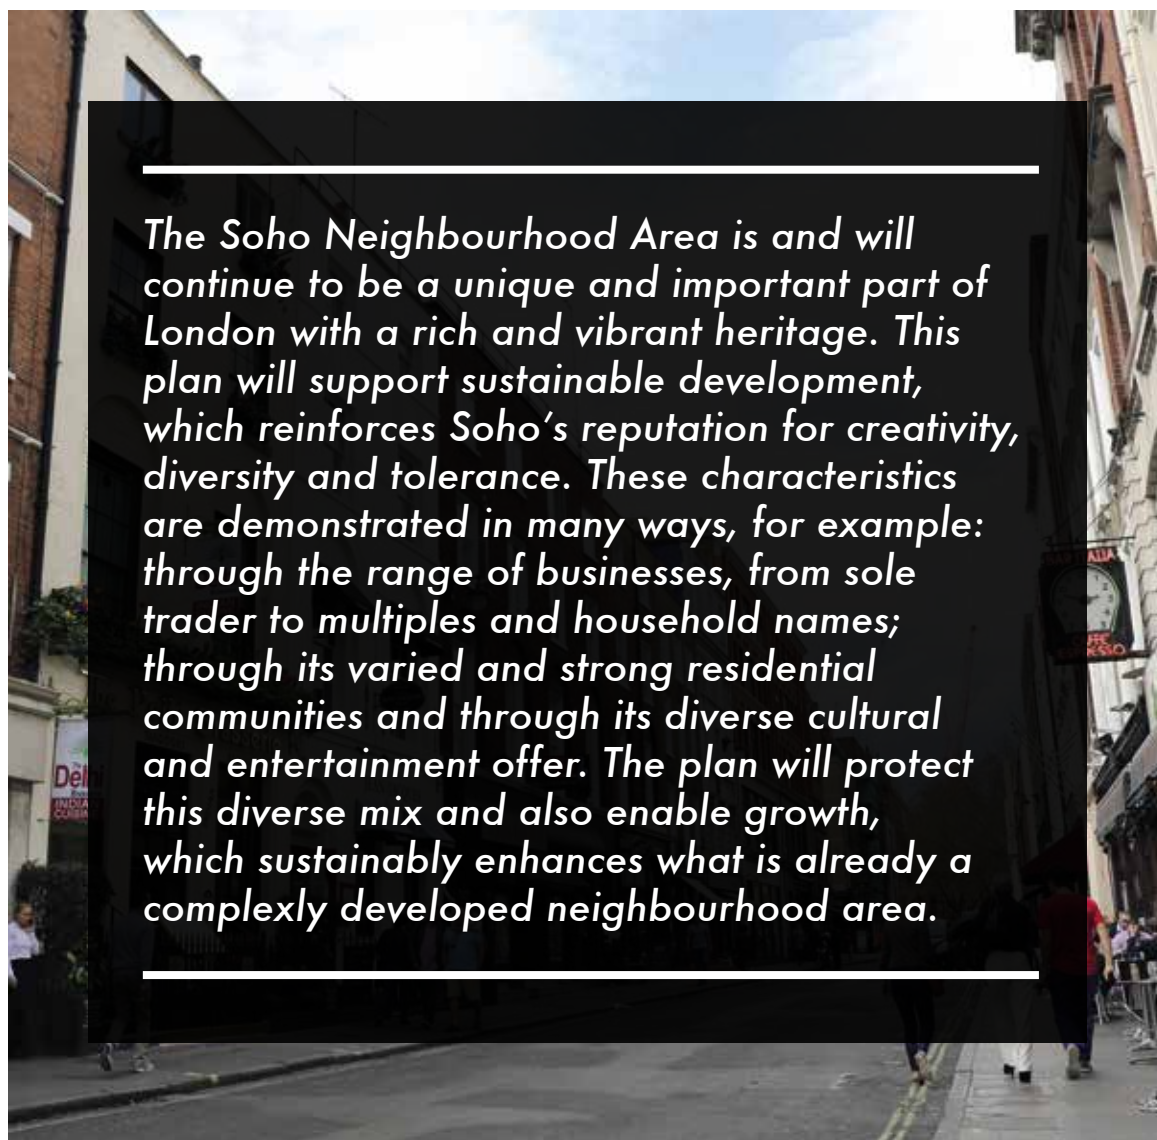 The Soho Neighbourhood Area is and will
continue to be a unique and important part of
London with a rich and vibrant heritage. This
plan will support sustainable development,
which reinforces Soho’s reputation for creativity,
diversity and tolerance. These characteristics
are demonstrated in many ways, for example:
through the range of businesses, from sole
trader to multiples and household names;
through its varied and strong residential
communities and through its diverse cultural
and entertainment offer. The plan will protect
this diverse mix and also enable growth,
which sustainably enhances what is already a
complexly developed neighbourhood area.